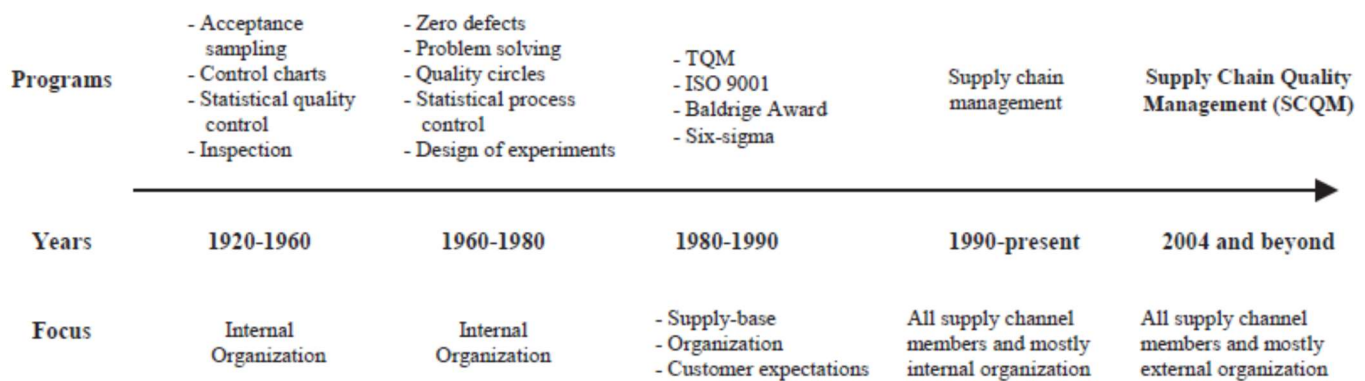 Programs
- Acceptance
sampling
- Control charts
- Statistical quality
control
- Inspection
- Zero defects
- Problem solving
- Quality circles
- Statistical process
control
- Design of experiments
- TQM
- ISO 9001
- Baldrige Award
- Six-sigma
Supply chain
management
Supply Chain Quality
Management (SCQM)
Years
1920-1960
1960-1980
1980-1990
1990-present
2004 and beyond
Focus
Internal
Organization
Internal
Organization
- Supply-base
- Organization
- Customer expectations
All supply channel
members and mostly
internal organization
All supply channel
members and mostly
external organization